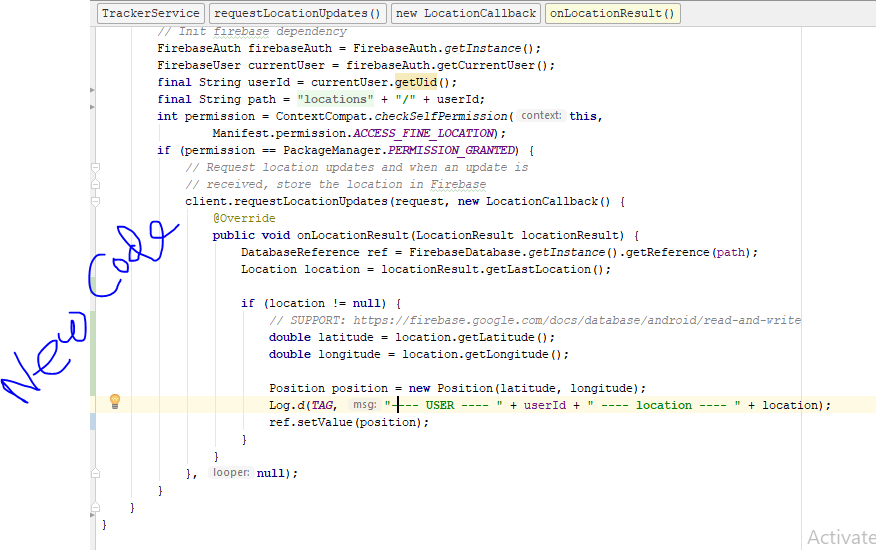 TrackerService requestLocationUpdates() new LocationCallback onLocationResult()
// Init firebase dependency
FirebaseAuth firebaseAuth = FirebaseAuth.getInstance();
FirebaseUser currentUser = firebaseAuth.getCurrentUser();
final String userId = currentUser.getUid();
final String path = "locations" + "/" + userId;
int permission = ContextCompat.checkSelfPermission( context: this,
Manifest.permission.ACCESS_FINE_LOCATION);
if (permission == PackageManager.PERMISSION_GRANTED) {
// Request location updates and when an update is
// received, store the location in Firebase
client.requestLocationUpdates(request, new LocationCallback() {
@Override
public void onLocationResult(LocationResult locationResult) {
DatabaseReference ref = FirebaseDatabase.getInstance().getReference(path);
Location location = locationResult.getLastLocation();
if (location != null) {
// SUPPORT: https://firebase.google.com/docs/database/android/read-and-write
double latitude = location.getLatitude();
double longitude = location.getLongitude();
Position position = new Position(latitude, longitude);
Log.d(TAG, msg: "---- USER ---- " + userId + " ---- location ---- " + location);
ref.setValue(position);
}
}
}, looper: null);
}
}
}
New Code
Activate